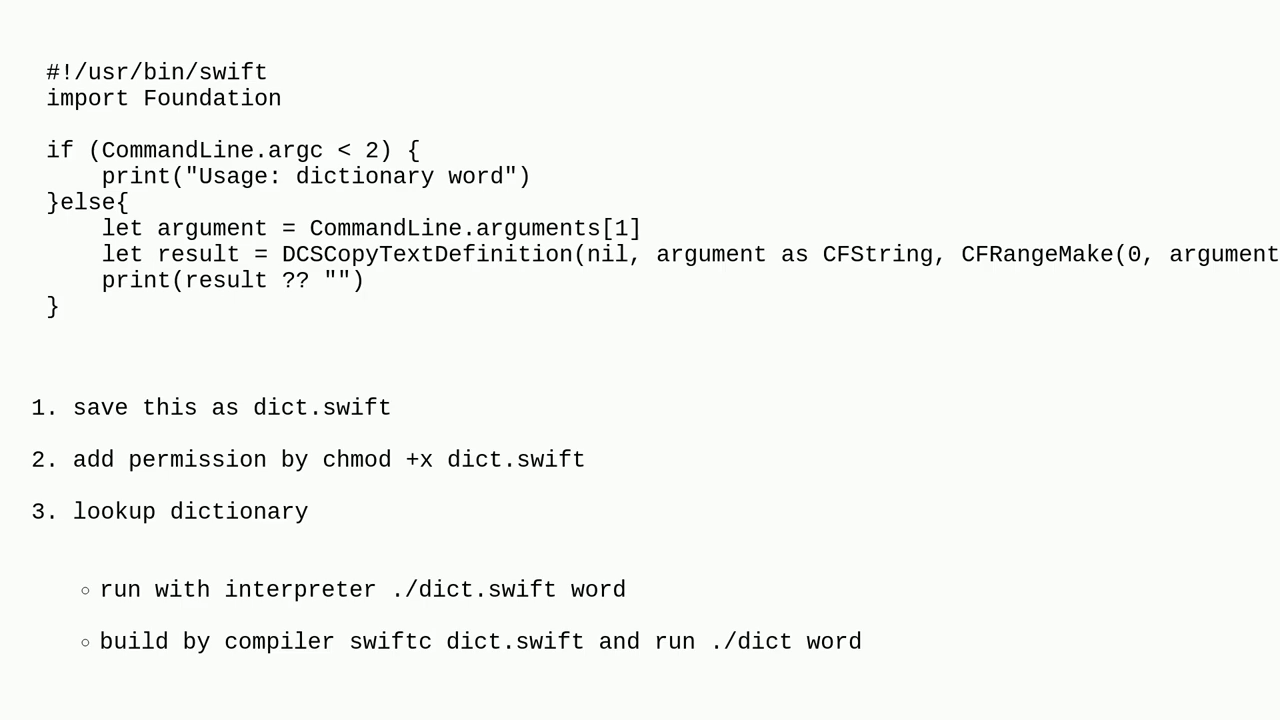 #!/usr/bin/swift
import Foundation
if (CommandLine.argc < 2) {
    print("Usage: dictionary word")
}else{
    let argument = CommandLine.arguments[1]
    let result = DCSCopyTextDefinition(nil, argument as CFString, CFRangeMake(0, argument
    print(result ?? "")
}
1. save this as dict.swift
2. add permission by chmod +x dict.swift
3. lookup dictionary
◦ run with interpreter ./dict.swift word
◦ build by compiler swiftc dict.swift and run ./dict word